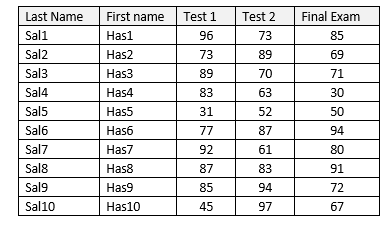 Last Name First name Test 1 Test 2 Final Exam
Sal1 Has1 96 73 85
Sal2 Has2 73 89 69
Sal3 Has3 89 70 71
Sal4 Has4 83 63 30
Sal5 Has5 31 52 50
Sal6 Has6 77 87 94
Sal7 Has7 92 61 80
Sal8 Has8 87 83 91
Sal9 Has9 85 94 72
Sal10 Has10 45 97 67